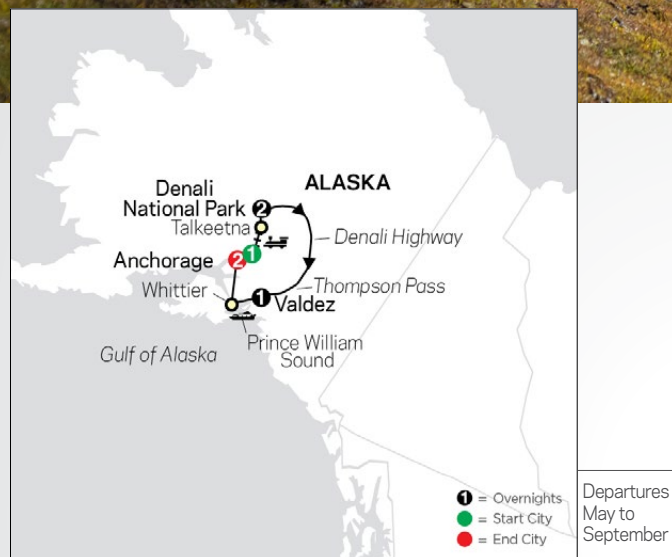 ALASKA
Denali
National Park 2
Talkeetna
Denali Highway
Anchorage 2 1
Thompson Pass
Whittier
1 Valdez
Prince William
Sound
Gulf of Alaska
1 = Overnights
= Start City
= End City
Departures
May to
September